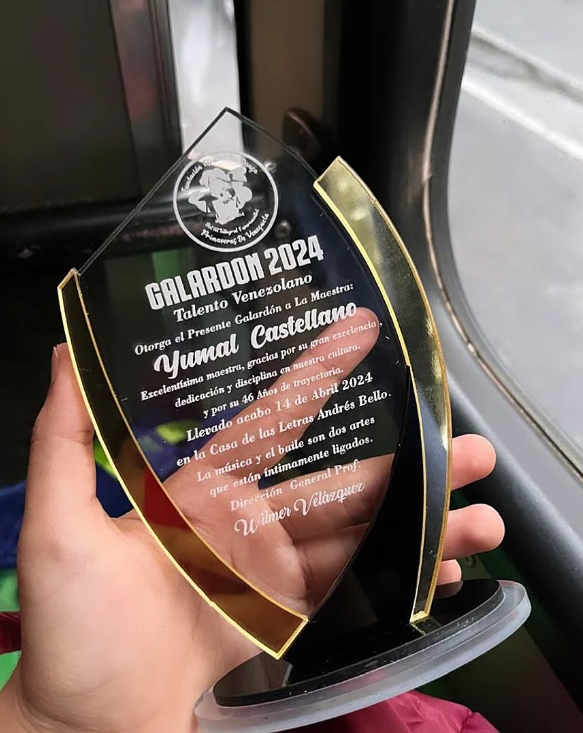 Primaveras De Venezuela
GALARDON 2024
Talento Venezolano
Otorga el Presente Galardón a La Maestra:
Yumal Castellano
Excelentísima maestra, gracias por su gran excelencia,
dedicación y disciplina en nuestra cultura.
y por su 46 Años de trayectoria.
Llevado acabo 14 de Abril 2024
en la Casa de las Letras Andrés Bello.
La música y el baile son dos artes
que están íntimamente ligados.
Dirección General Prof:
Wilmer Velázquez